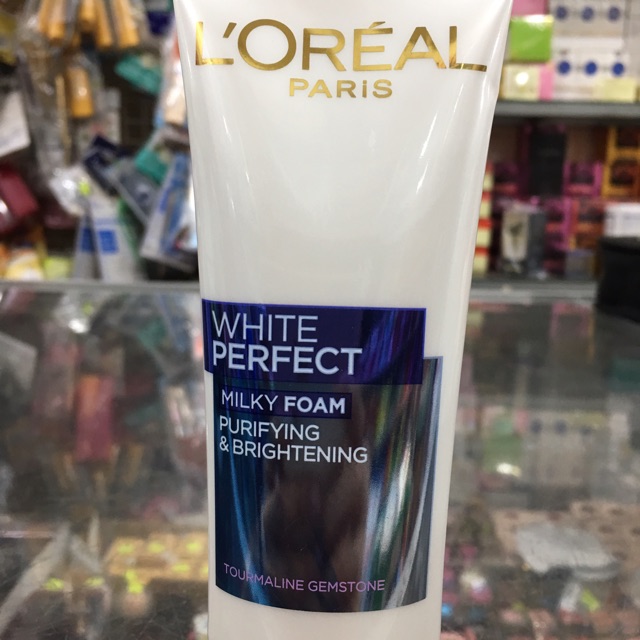 L'ORÉAL
PARiS
WHITE
PERFECT
MILKY FOAM
PURIFYING
& BRIGHTENING
TOURMALINE GEMSTONE